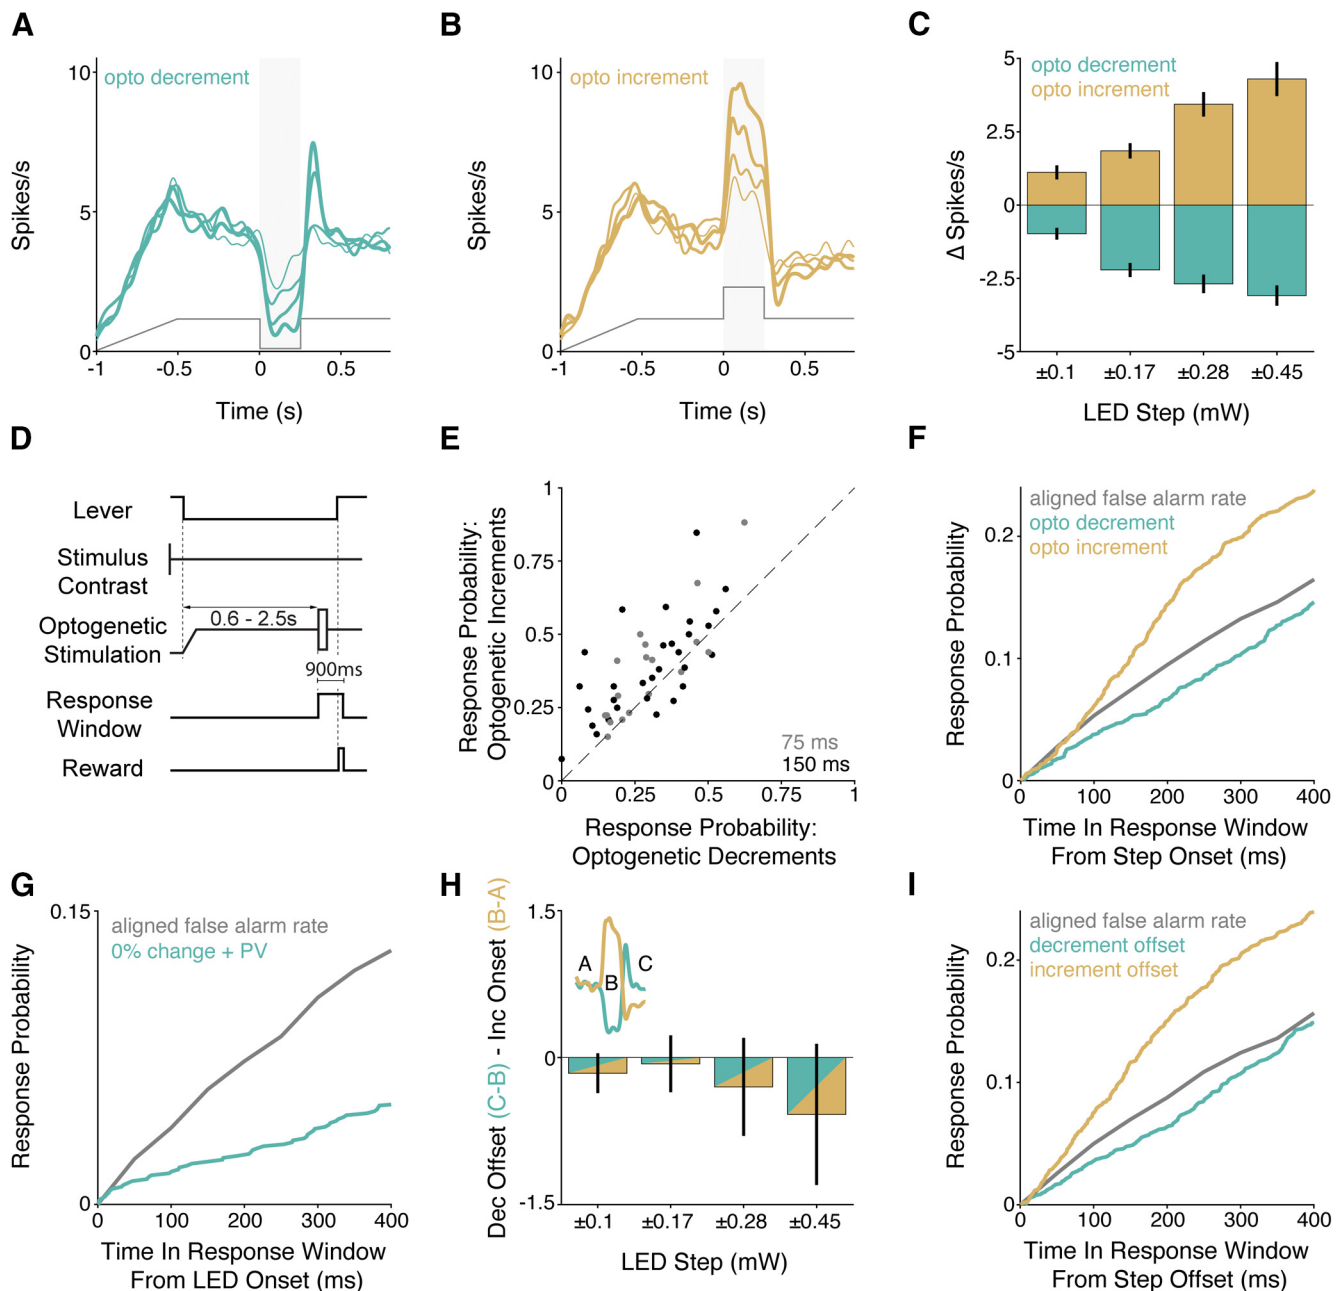 A
opto decrement
10
5
0
Spikes/s
-1
-0.5
0
0.5
Time (s)
B
opto increment
10
5
0
Spikes/s
-1
-0.5
0
0.5
Time (s)
C
opto decrement
opto increment
5
2.5
0
-2.5
-5
Δ Spikes/s
±0.1
±0.17
±0.28
±0.45
LED Step (mW)
D
Lever
Stimulus
Contrast
0.6 - 2.5s
Optogenetic
Stimulation
900ms
Response
Window
Reward
E
1
0.75
0.5
0.25
0
Response Probability:
Optogenetic Increments
75 ms
150 ms
0
0.25
0.5
0.75
1
Response Probability:
Optogenetic Decrements
F
aligned false alarm rate
opto decrement
opto increment
0.2
0.1
0
Response Probability
0
100
200
300
400
Time In Response Window
From Step Onset (ms)
G
0.15
0
aligned false alarm rate
0% change + PV
Response Probability
0
100
200
300
400
Time In Response Window
From LED Onset (ms)
H
1.5
0
-1.5
Dec Offset (C-B) - Inc Onset (B-A)
A
B
C
±0.1
±0.17
±0.28
±0.45
LED Step (mW)
I
aligned false alarm rate
decrement offset
increment offset
0.2
0.1
0
Response Probability
0
100
200
300
400
Time In Response Window
From Step Offset (ms)